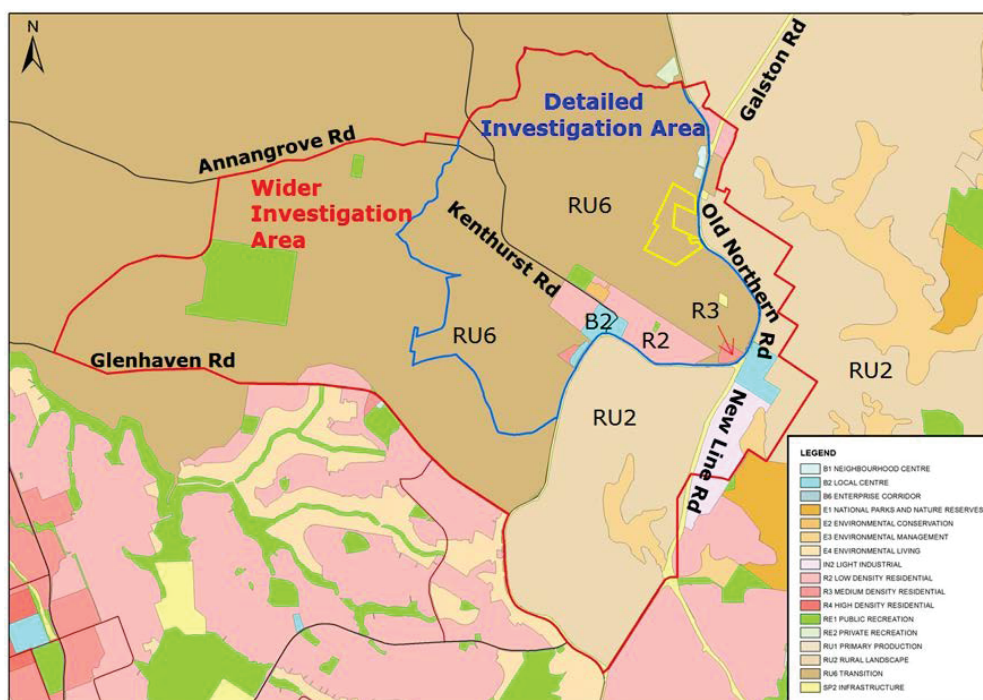 N
Galston Rd
Detailed
Investigation Area
Annangrove Rd
Wider
Investigation
Area
RU6
Kenthurst Rd
Old Northern Rd
R3
B2
R2
RU6
Glenhaven Rd
RU2
RU2
New Line Rd
LEGEND
B1 NEIGHBOURHOOD CENTRE
B2 LOCAL CENTRE
B6 ENTERPRISE CORRIDOR
E1 NATIONAL PARKS AND NATURE RESERVES
E2 ENVIRONMENTAL CONSERVATION
E3 ENVIRONMENTAL MANAGEMENT
E4 ENVIRONMENTAL LIVING
IN2 LIGHT INDUSTRIAL
R2 LOW DENSITY RESIDENTIAL
R3 MEDIUM DENSITY RESIDENTIAL
R4 HIGH DENSITY RESIDENTIAL
RE1 PUBLIC RECREATION
RE2 PRIVATE RECREATION
RU1 PRIMARY PRODUCTION
RU2 RURAL LANDSCAPE
RU6 TRANSITION
SP2 INFRASTRUCTURE